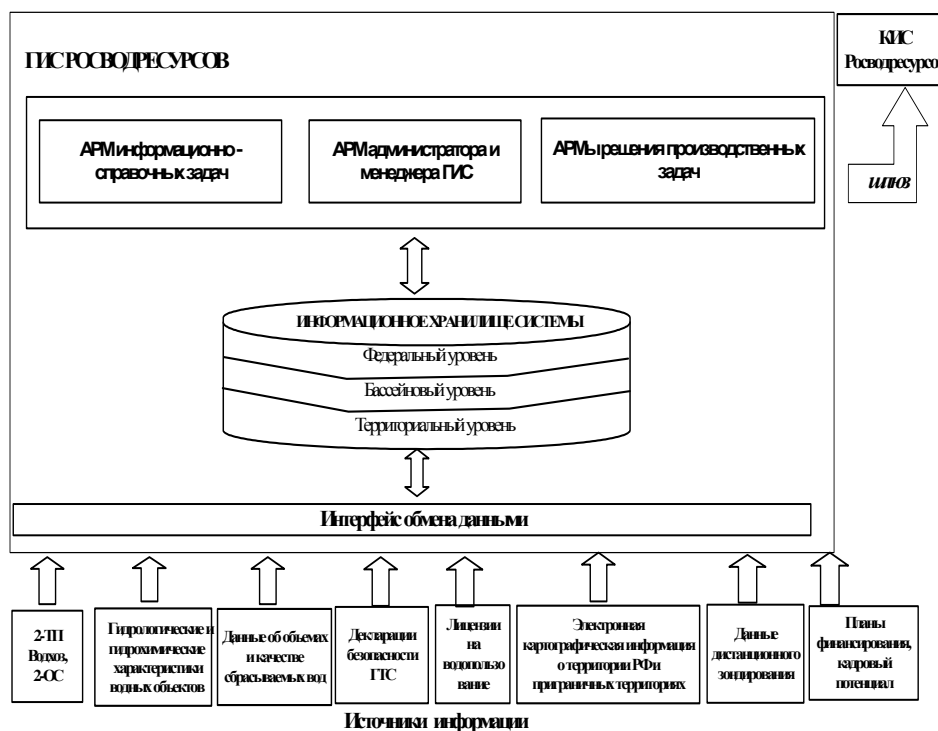 ГИС РОСВОДРЕСУРСОВ
КИС
Росводресурсо
АРМ информационно-
справочных задач
АРМ администратора и
менеджера ГИС
АРМы решения производственных
задач
шлюз
ИНФОРМАЦИОННОЕ ХРАНИЛИЩЕ СИСТЕМЫ
Федеральный уровень
Бассейновый уровень
Территориальный уровень
Интерфейс обмена данными
2-ТП
Водхоз,
2-ОС
Гидрологические и
гидрохимические
характеристики
водных объектов
Данные об объемах
и качестве
сбрасываемых вод
Декларации
безопасности
ГТС
Лицензии
на
водопользо
вание
Электронная
картографическая информация
о территории РФ и
приграничных территориях
Данные
дистанционного
зондирования
Планы
финансирования,
кадровый
потенциал
Источники информации